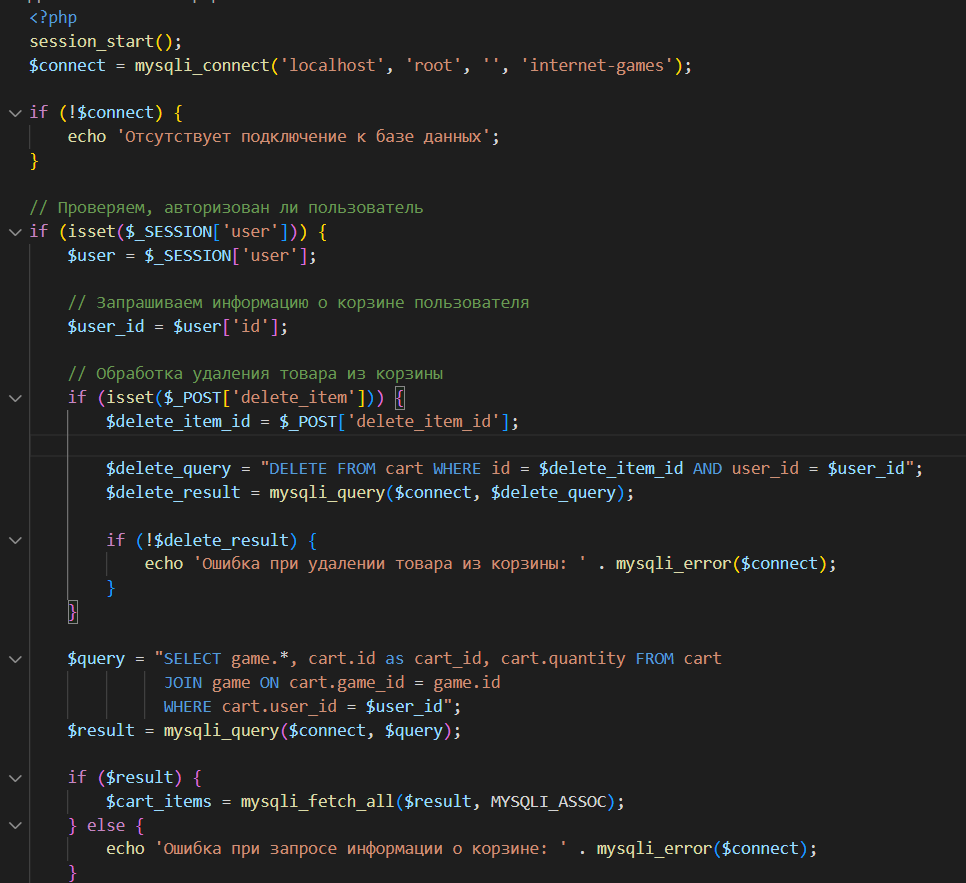 <?php
session_start();
$connect = mysqli_connect('localhost', 'root', '', 'internet-games');
if (!$connect) {
echo 'Отсутствует подключение к базе данных';
}
// Проверяем, авторизован ли пользователь
if (isset($_SESSION['user'])) {
$user = $_SESSION['user'];
// Запрашиваем информацию о корзине пользователя
$user_id = $user['id'];
// Обработка удаления товара из корзины
if (isset($_POST['delete_item'])) {
$delete_item_id = $_POST['delete_item_id'];
$delete_query = "DELETE FROM cart WHERE id = $delete_item_id AND user_id = $user_id";
$delete_result = mysqli_query($connect, $delete_query);
if (!$delete_result) {
echo 'Ошибка при удалении товара из корзины: ' . mysqli_error($connect);
}
}
$query = "SELECT game.*, cart.id as cart_id, cart.quantity FROM cart
JOIN game ON cart.game_id = game.id
WHERE cart.user_id = $user_id";
$result = mysqli_query($connect, $query);
if ($result) {
$cart_items = mysqli_fetch_all($result, MYSQLI_ASSOC);
} else {
echo 'Ошибка при запросе информации о корзине: ' . mysqli_error($connect);
}